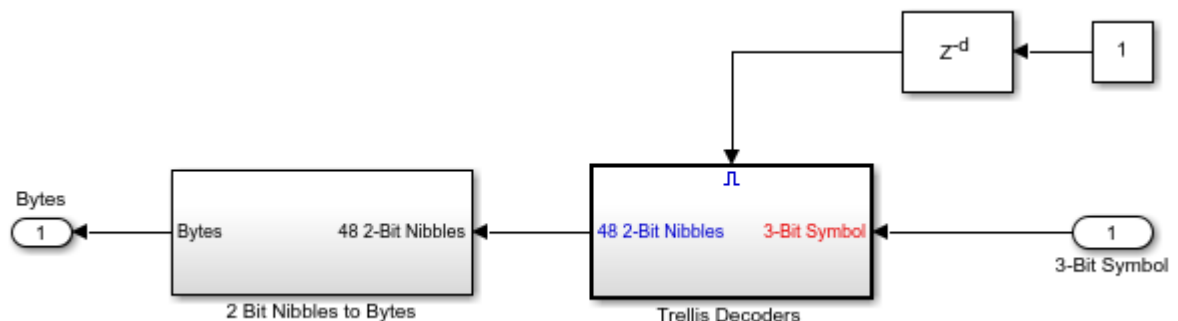 Z-d
1
Bytes
1
Bytes
48 2-Bit Nibbles
48 2-Bit Nibbles
3-Bit Symbol
1
3-Bit Symbol
2 Bit Nibbles to Bytes
Trellis Decoders